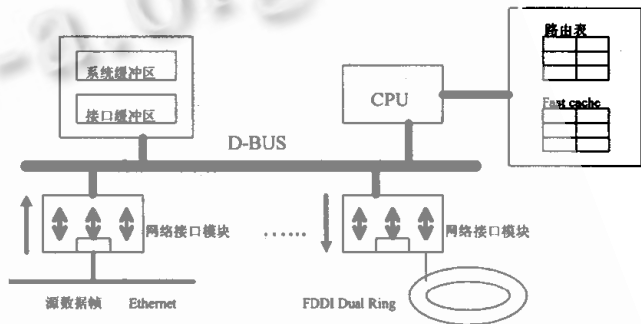 路由表
系统缓冲区
接口缓冲区
CPU
Fast cache
D-BUS
网络接口模块
……
网络接口模块
源数据帧
Ethernet
FDDI Dual Ring